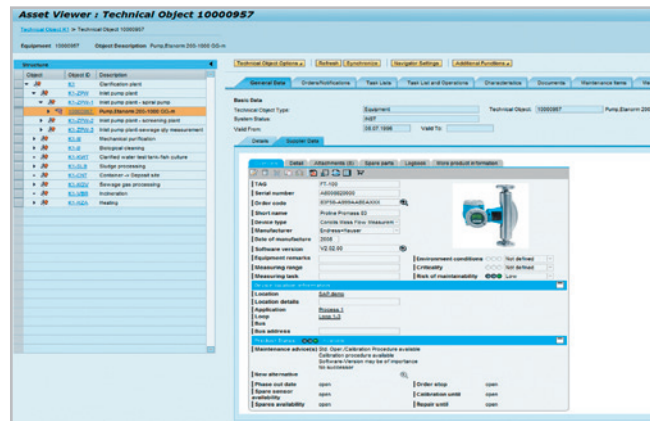 Asset Viewer : Technical Object 10000957
Technical Object K1 > Technical Object 10000957
Equipment 10000957 Object Description Pump,Etanorm 200-1000 GG-m
Structure
Technical Object Options Refresh Synchronize Navigator Settings Additional Functions
Object Object ID Description
K1 Clarification plant
K1-ZPW Inlet pump plant
K1-ZPW-1 Inlet pump plant - spiral pump
10000957 Pump,Etanorm 200-1000 GG-m
K1-ZPW-2 Inlet pump plant - screening plant
K1-ZPW-3 Inlet pump plant-sewage qty measurement
K1-M Mechanical purification
K1-B Biological cleaning
Clarified water test tank-fish culture
K1-SLB Sludge processing
K1-CNT Container -> Deposit site
Sewage gas processing
K1-VBR Incineration
K1-HZA Heating
General Data Orders/Notifications Task Lists Task List and Operations Characteristics Documents Maintenance Items
Basic Data
Technical Object Type: Equipment Technical Object: 10000957 Pump,Etanorm 200
System Status: INST
Valid From: Valid To:
Details Supplier Data
Detail Attachments (5) Spare parts Logbook More product information
TAG FT-103
Serial number
Order code
Short name Proline Promass 83
Device type Coriolis Mass Flow Measurem
Manufacturer Endress+Hauser
Date of manufacture 2005
Software version V2.02.00
Equipment remarks Environment conditions Not defined
Measuring range Criticality Not defined
Measuring task Risk of maintainability Low
Device location information
Location SAP demo
Location details
Application Process 1
Loop
Bus
Bus address
Product Status
Maintenance advice(s) Std. Oper./Calibration Procedure available
Calibration procedure available
Software-Version may be of importance
No successor
New alternative
Phase out date open Order stop open
Spare sensor availability open Calibration until open
Spares availability open Repair until open